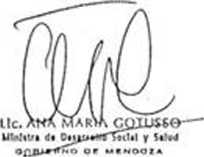 Lic. ANA MARIA GOTUSSO
Ministra de Desarrollo Social y Salud
GOBIERNO DE MENDOZA